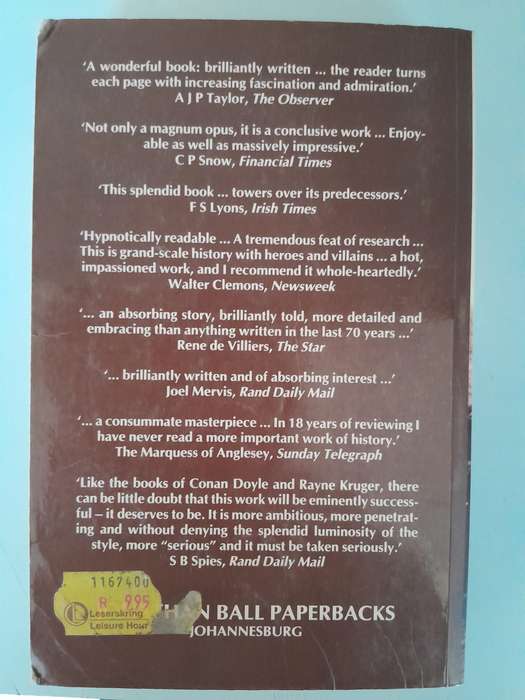 ‘A wonderful book: brilliantly written ... the reader turns
each page with increasing fascination and admiration.’
A J P Taylor, The Observer
‘Not only a magnum opus, it is a conclusive work ... Enjoy-
able as well as massively impressive.’
C P Snow, Financial Times
‘This splendid book ... towers over its predecessors.’
F S Lyons, Irish Times
‘Hypnotically readable ... A tremendous feat of research ...
This is grand-scale history with heroes and villains ... a hot,
impassioned work, and I recommend it whole-heartedly.’
Walter Clemons, Newsweek
‘... an absorbing story, brilliantly told, more detailed and
embracing than anything written in the last 70 years ...’
Rene de Villiers, The Star
‘... brilliantly written and of absorbing interest ...’
Joel Mervis, Rand Daily Mail
‘... a consummate masterpiece ... In 18 years of reviewing I
have never read a more important work of history.’
The Marquess of Anglesey, Sunday Telegraph
‘Like the books of Conan Doyle and Rayne Kruger, there
can be little doubt that this work will be eminently success-
ful – it deserves to be. It is more ambitious, more penetrat-
ing and without denying the splendid luminosity of the
style, more “serious” and it must be taken seriously.’
S B Spies, Rand Daily Mail
R 995
Leserskring
Leisure Hour
BALL PAPERBACKS
JOHANNESBURG